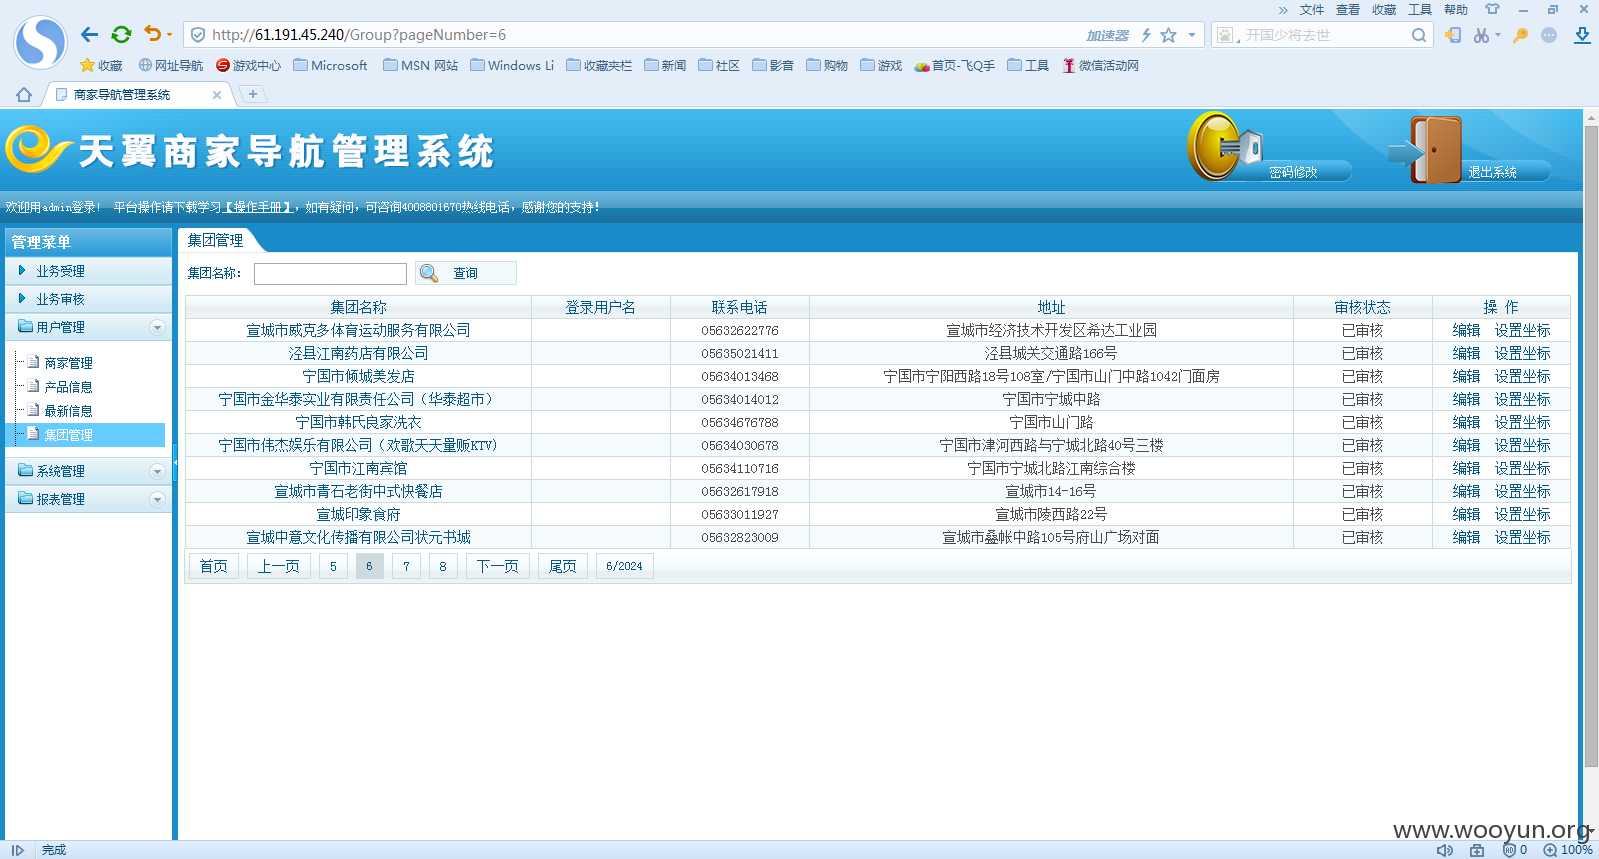 » 文件 查看 收藏 工具 帮助
http://61.191.45.240/Group?pageNumber=6 加速器 开国少将去世
收藏 网址导航 游戏中心 Microsoft MSN 网站 Windows Li 收藏夹栏 新闻 社区 影音 购物 游戏 首页-飞Q手 工具 微信活动网
商家导航管理系统
天翼商家导航管理系统
密码修改 退出系统
欢迎用admin登录! 平台操作请下载学习【操作手册】,如有疑问,可咨询4008801670热线电话,感谢您的支持!
管理菜单
业务受理
业务审核
用户管理
商家管理
产品信息
最新信息
集团管理
系统管理
报表管理
集团管理
集团名称: 查询
集团名称 登录用户名 联系电话 地址 审核状态 操 作
宣城市威克多体育运动服务有限公司 05632622776 宣城市经济技术开发区希达工业园 已审核 编辑 设置坐标
泾县江南药店有限公司 05635021411 泾县城关交通路166号 已审核 编辑 设置坐标
宁国市倾城美发店 05634013468 宁国市宁阳西路18号108室/宁国市山门中路1042门面房 已审核 编辑 设置坐标
宁国市金华泰实业有限责任公司（华泰超市） 05634014012 宁国市宁城中路 已审核 编辑 设置坐标
宁国市韩氏良家洗衣 05634676788 宁国市山门路 已审核 编辑 设置坐标
宁国市伟杰娱乐有限公司（欢歌天天量贩KTV) 05634030678 宁国市津河西路与宁城北路40号三楼 已审核 编辑 设置坐标
宁国市江南宾馆 05634110716 宁国市宁城北路江南综合楼 已审核 编辑 设置坐标
宣城市青石老街中式快餐店 05632617918 宣城市14-16号 已审核 编辑 设置坐标
宣城印象食府 05633011927 宣城市陵西路22号 已审核 编辑 设置坐标
宣城中意文化传播有限公司状元书城 05632823009 宣城市叠帐中路105号府山广场对面 已审核 编辑 设置坐标
首页 上一页 5 6 7 8 下一页 尾页 6/2024
www.wooyun.org
完成 0 100%